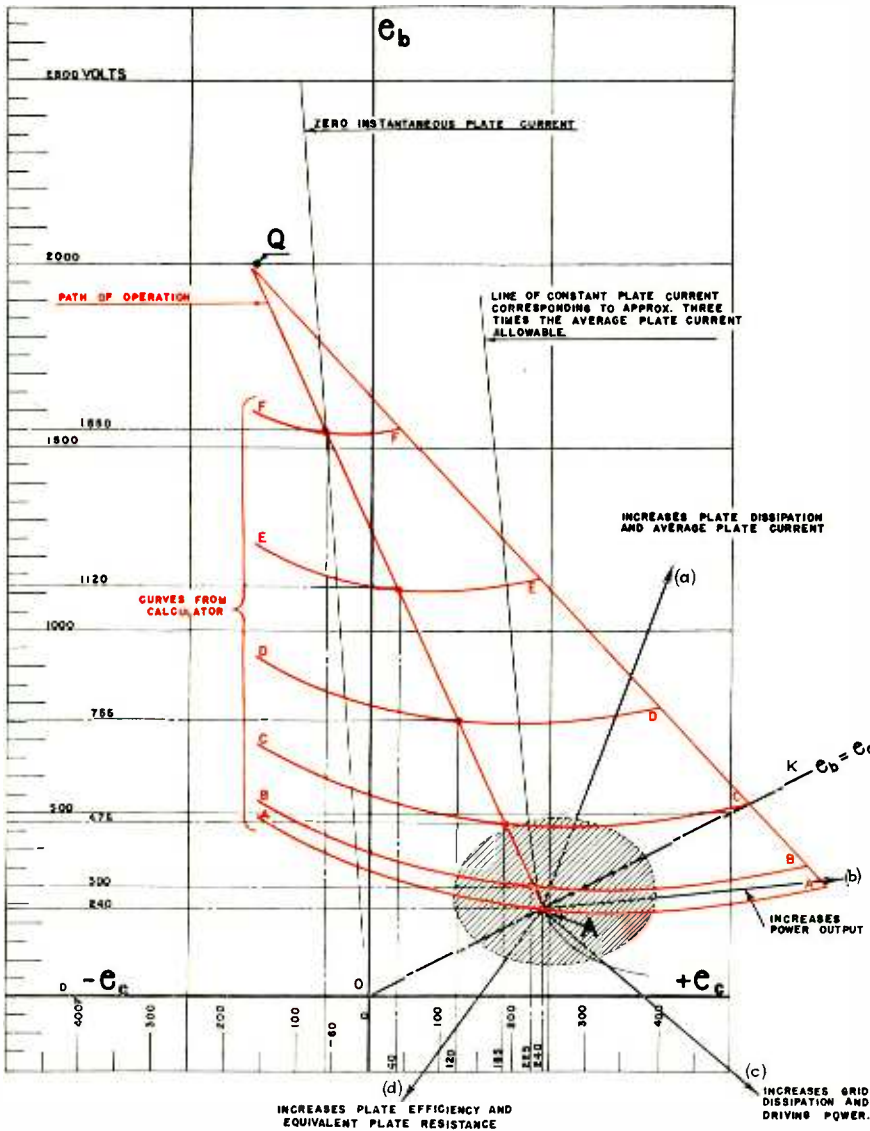 e_b
2500 VOLTS
ZERO INSTANTANEOUS PLATE CURRENT
Q
2000
PATH OF OPERATION
LINE OF CONSTANT PLATE CURRENT
CORRESPONDING TO APPROX. THREE
TIMES THE AVERAGE PLATE CURRENT
ALLOWABLE.
F
F
1550
1500
INCREASES PLATE DISSIPATION
AND AVERAGE PLATE CURRENT
E
E
(a)
1120
CURVES FROM
CALCULATOR
1000
D
D
755
K
e_b = e_c
C
C
500
475
B
B
A
A
(b)
300
240
A
INCREASES
POWER OUTPUT
O
-e_c
+e_c
400
300
200
100
-60
0
40
100
120
185
200
225
240
300
400
(d)
(c)
INCREASES PLATE EFFICIENCY AND
EQUIVALENT PLATE RESISTANCE
INCREASES GRID
DISSIPATION AND
DRIVING POWER.